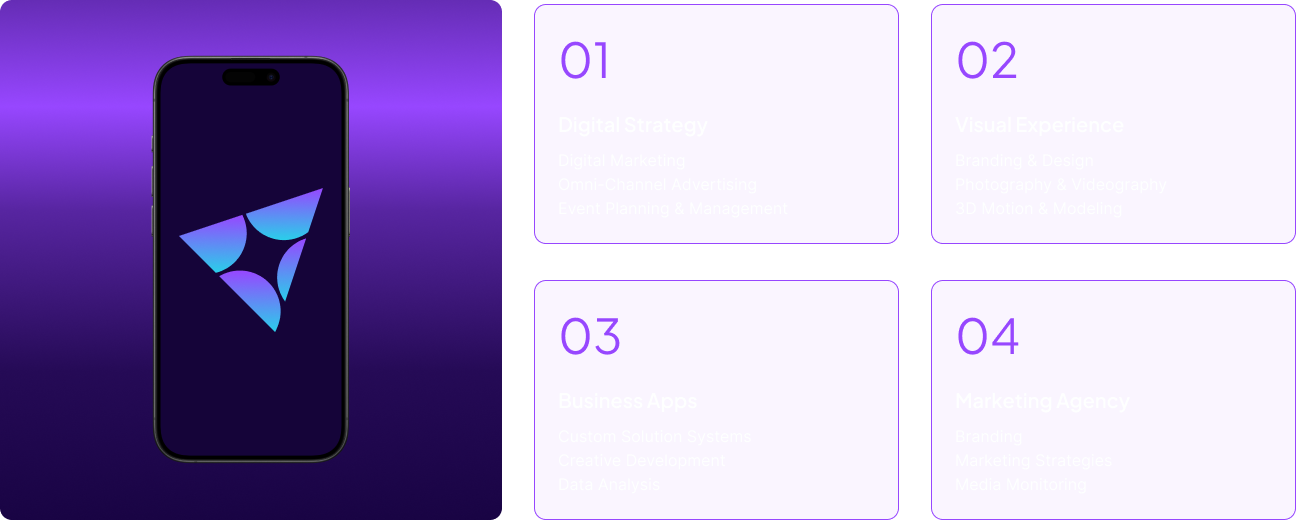 01
Digital Strategy
Digital Marketing
Omni-Channel Advertising
Event Planning & Management
02
Visual Experience
Branding & Design
Photography & Videography
3D Motion & Modeling
03
Business Apps
Custom Solution Systems
Creative Development
Data Analysis
04
Marketing Agency
Branding
Marketing Strategies
Media Monitoring